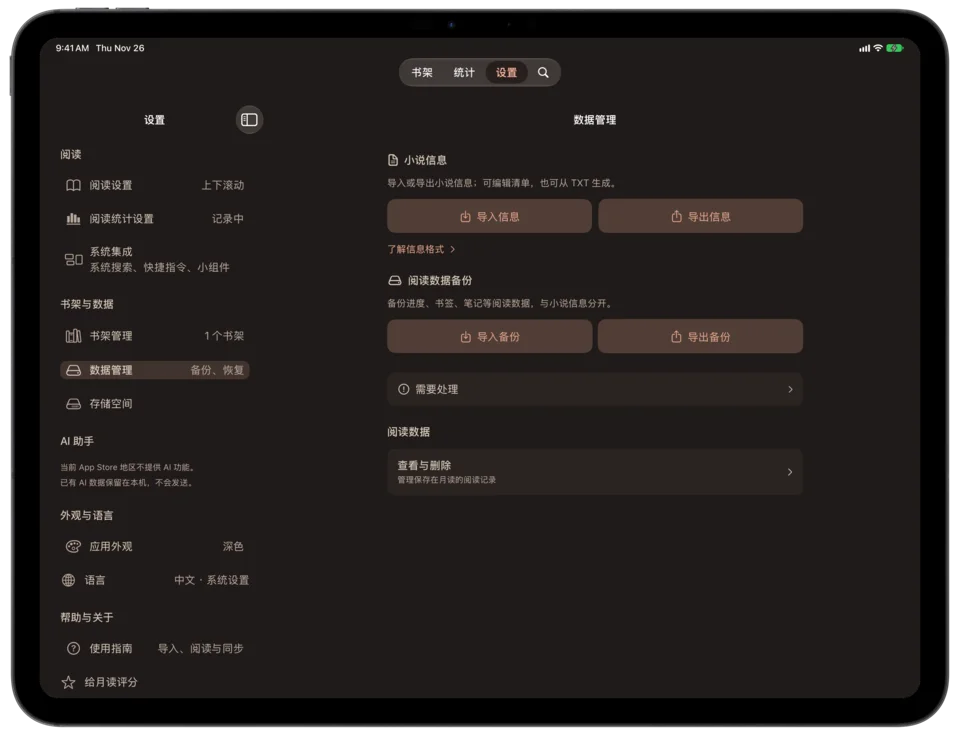 9:41 AM Thu Nov 26
书架 统计 设置
设置
阅读
阅读设置 上下滚动
阅读统计设置 记录中
系统集成
系统搜索、快捷指令、小组件
书架与数据
书架管理 1 个书架
数据管理 备份、恢复
存储空间
AI 助手
当前 App Store 地区不提供 AI 功能。
已有 AI 数据保留在本机，不会发送。
外观与语言
应用外观 深色
语言 中文 · 系统设置
帮助与关于
使用指南 导入、阅读与同步
给月读评分
数据管理
小说信息
导入或导出小说信息；可编辑清单，也可从 TXT 生成。
导入信息 导出信息
了解信息格式
阅读数据备份
备份进度、书签、笔记等阅读数据，与小说信息分开。
导入备份 导出备份
需要处理
阅读数据
查看与删除
管理保存在月读的阅读记录